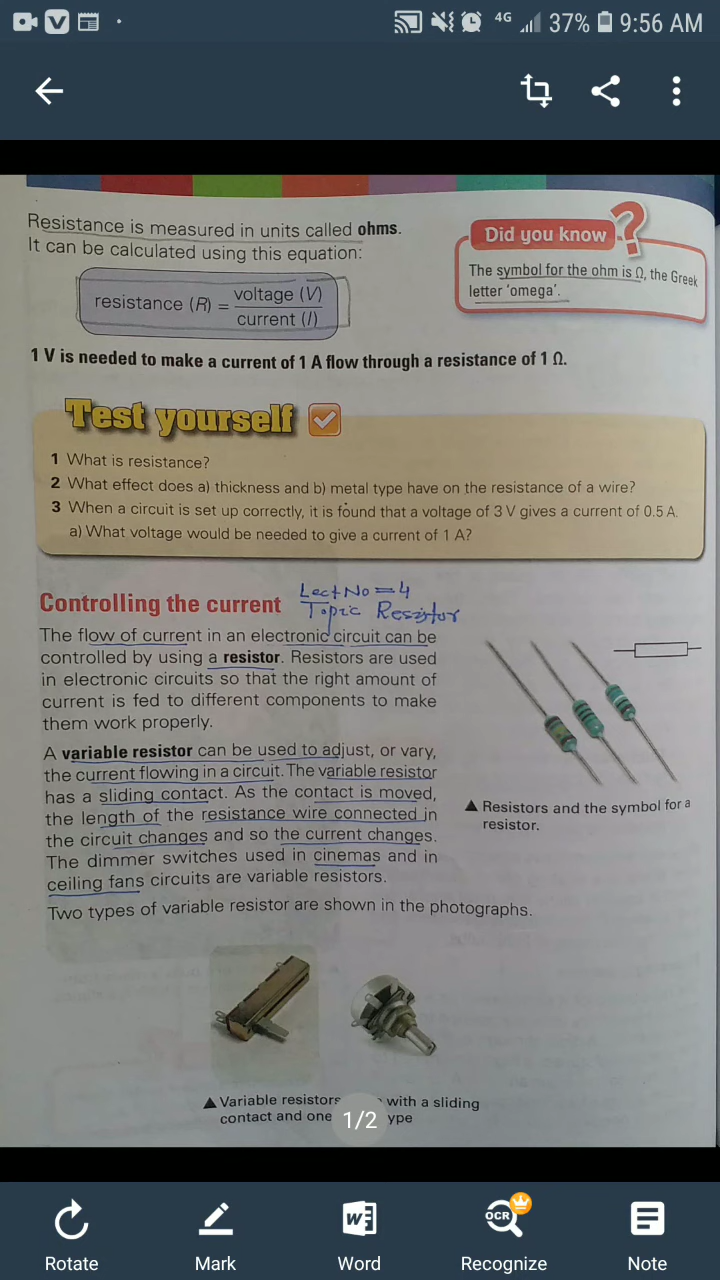 4G 37% 9:56 AM
Resistance is measured in units called ohms.
It can be calculated using this equation:
resistance (R) = voltage (V)
current (I)
Did you know ?
The symbol for the ohm is Ω, the Greek
letter 'omega'.
1 V is needed to make a current of 1 A flow through a resistance of 1 Ω.
Test yourself
1 What is resistance?
2 What effect does a) thickness and b) metal type have on the resistance of a wire?
3 When a circuit is set up correctly, it is found that a voltage of 3 V gives a current of 0.5 A.
a) What voltage would be needed to give a current of 1 A?
Controlling the current
Lect No = 4
Topic Resistor
The flow of current in an electronic circuit can be
controlled by using a resistor. Resistors are used
in electronic circuits so that the right amount of
current is fed to different components to make
them work properly.
A variable resistor can be used to adjust, or vary,
the current flowing in a circuit. The variable resistor
has a sliding contact. As the contact is moved,
the length of the resistance wire connected in
the circuit changes and so the current changes.
The dimmer switches used in cinemas and in
ceiling fans circuits are variable resistors.
▲ Resistors and the symbol for a
resistor.
Two types of variable resistor are shown in the photographs.
▲ Variable resistors with a sliding
contact and one ype
1/2
Rotate
Mark
W
Word
OCR
Recognize
Note